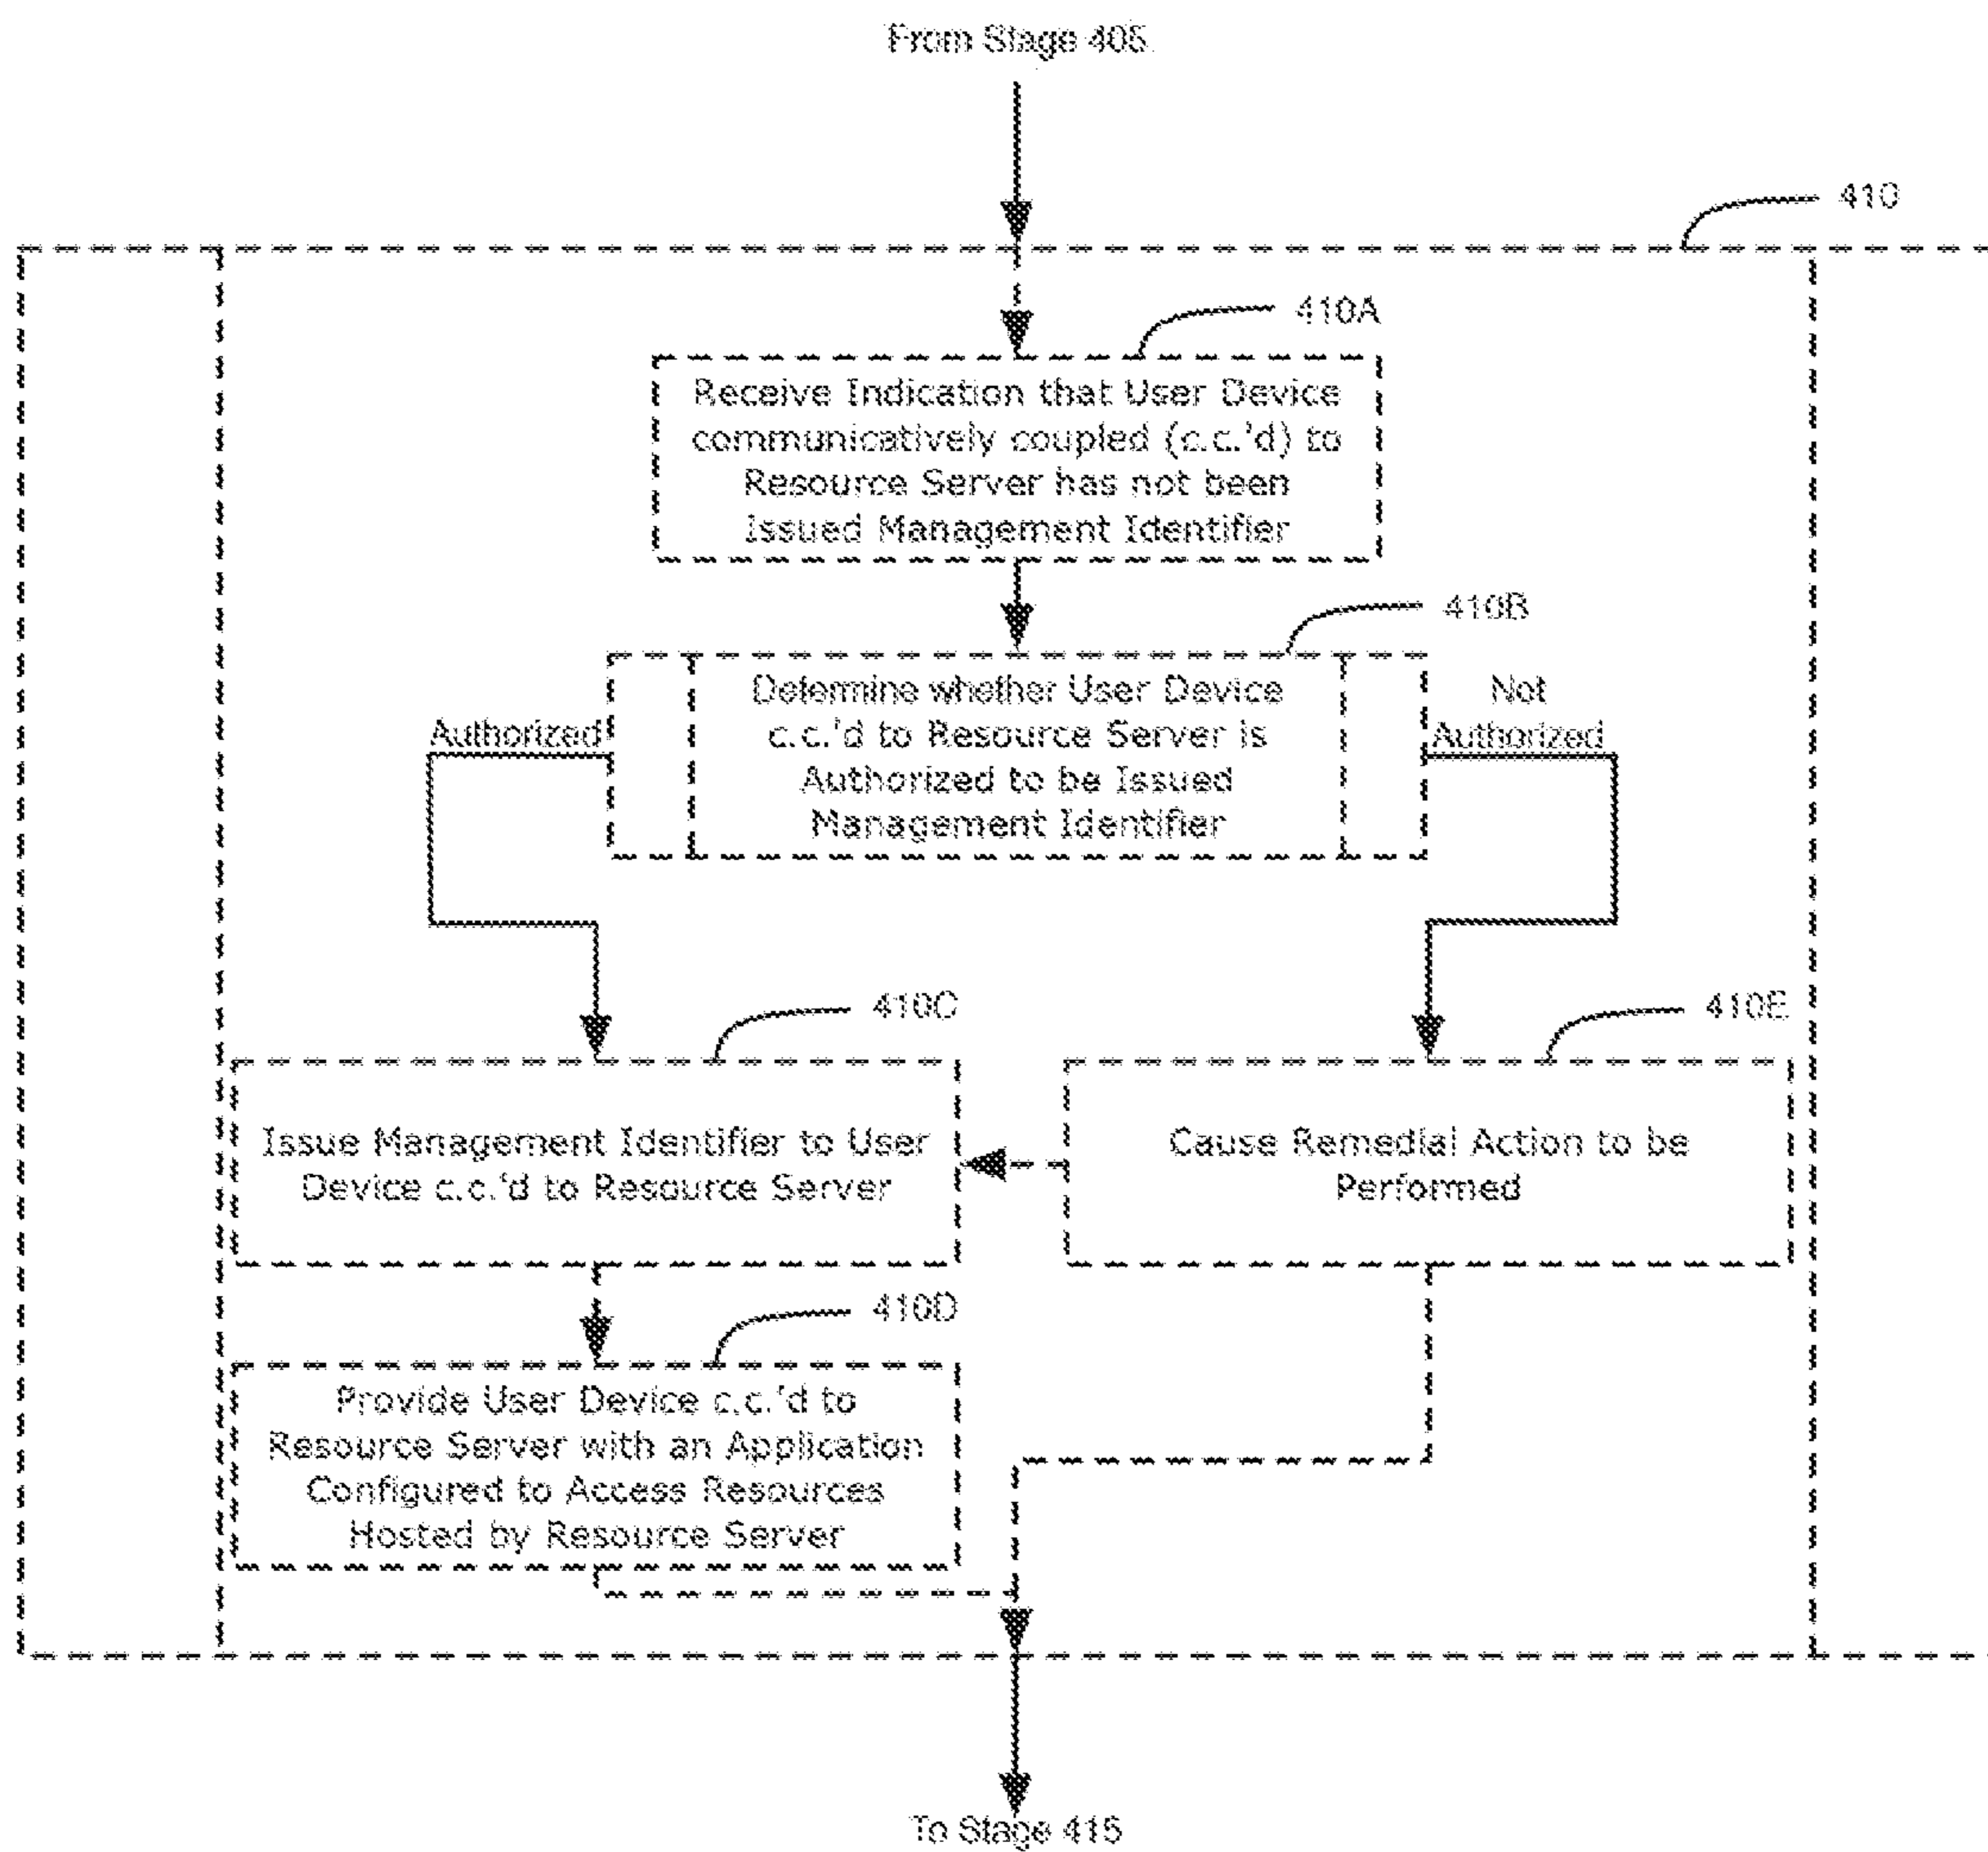 From Stage 405
410
410A
Receive Indication that User Device
communicatively coupled (c.c.'d) to
Resource Server has not been
Issued Management Identifier
410B
Determine whether User Device
c.c.'d to Resource Server is
Authorized to be Issued
Management Identifier
Authorized
Not
Authorized
410C
Issue Management Identifier to User
Device c.c.'d to Resource Server
410E
Cause Remedial Action to be
Performed
410D
Provide User Device c.c.'d to
Resource Server with an Application
Configured to Access Resources
Hosted by Resource Server
To Stage 415